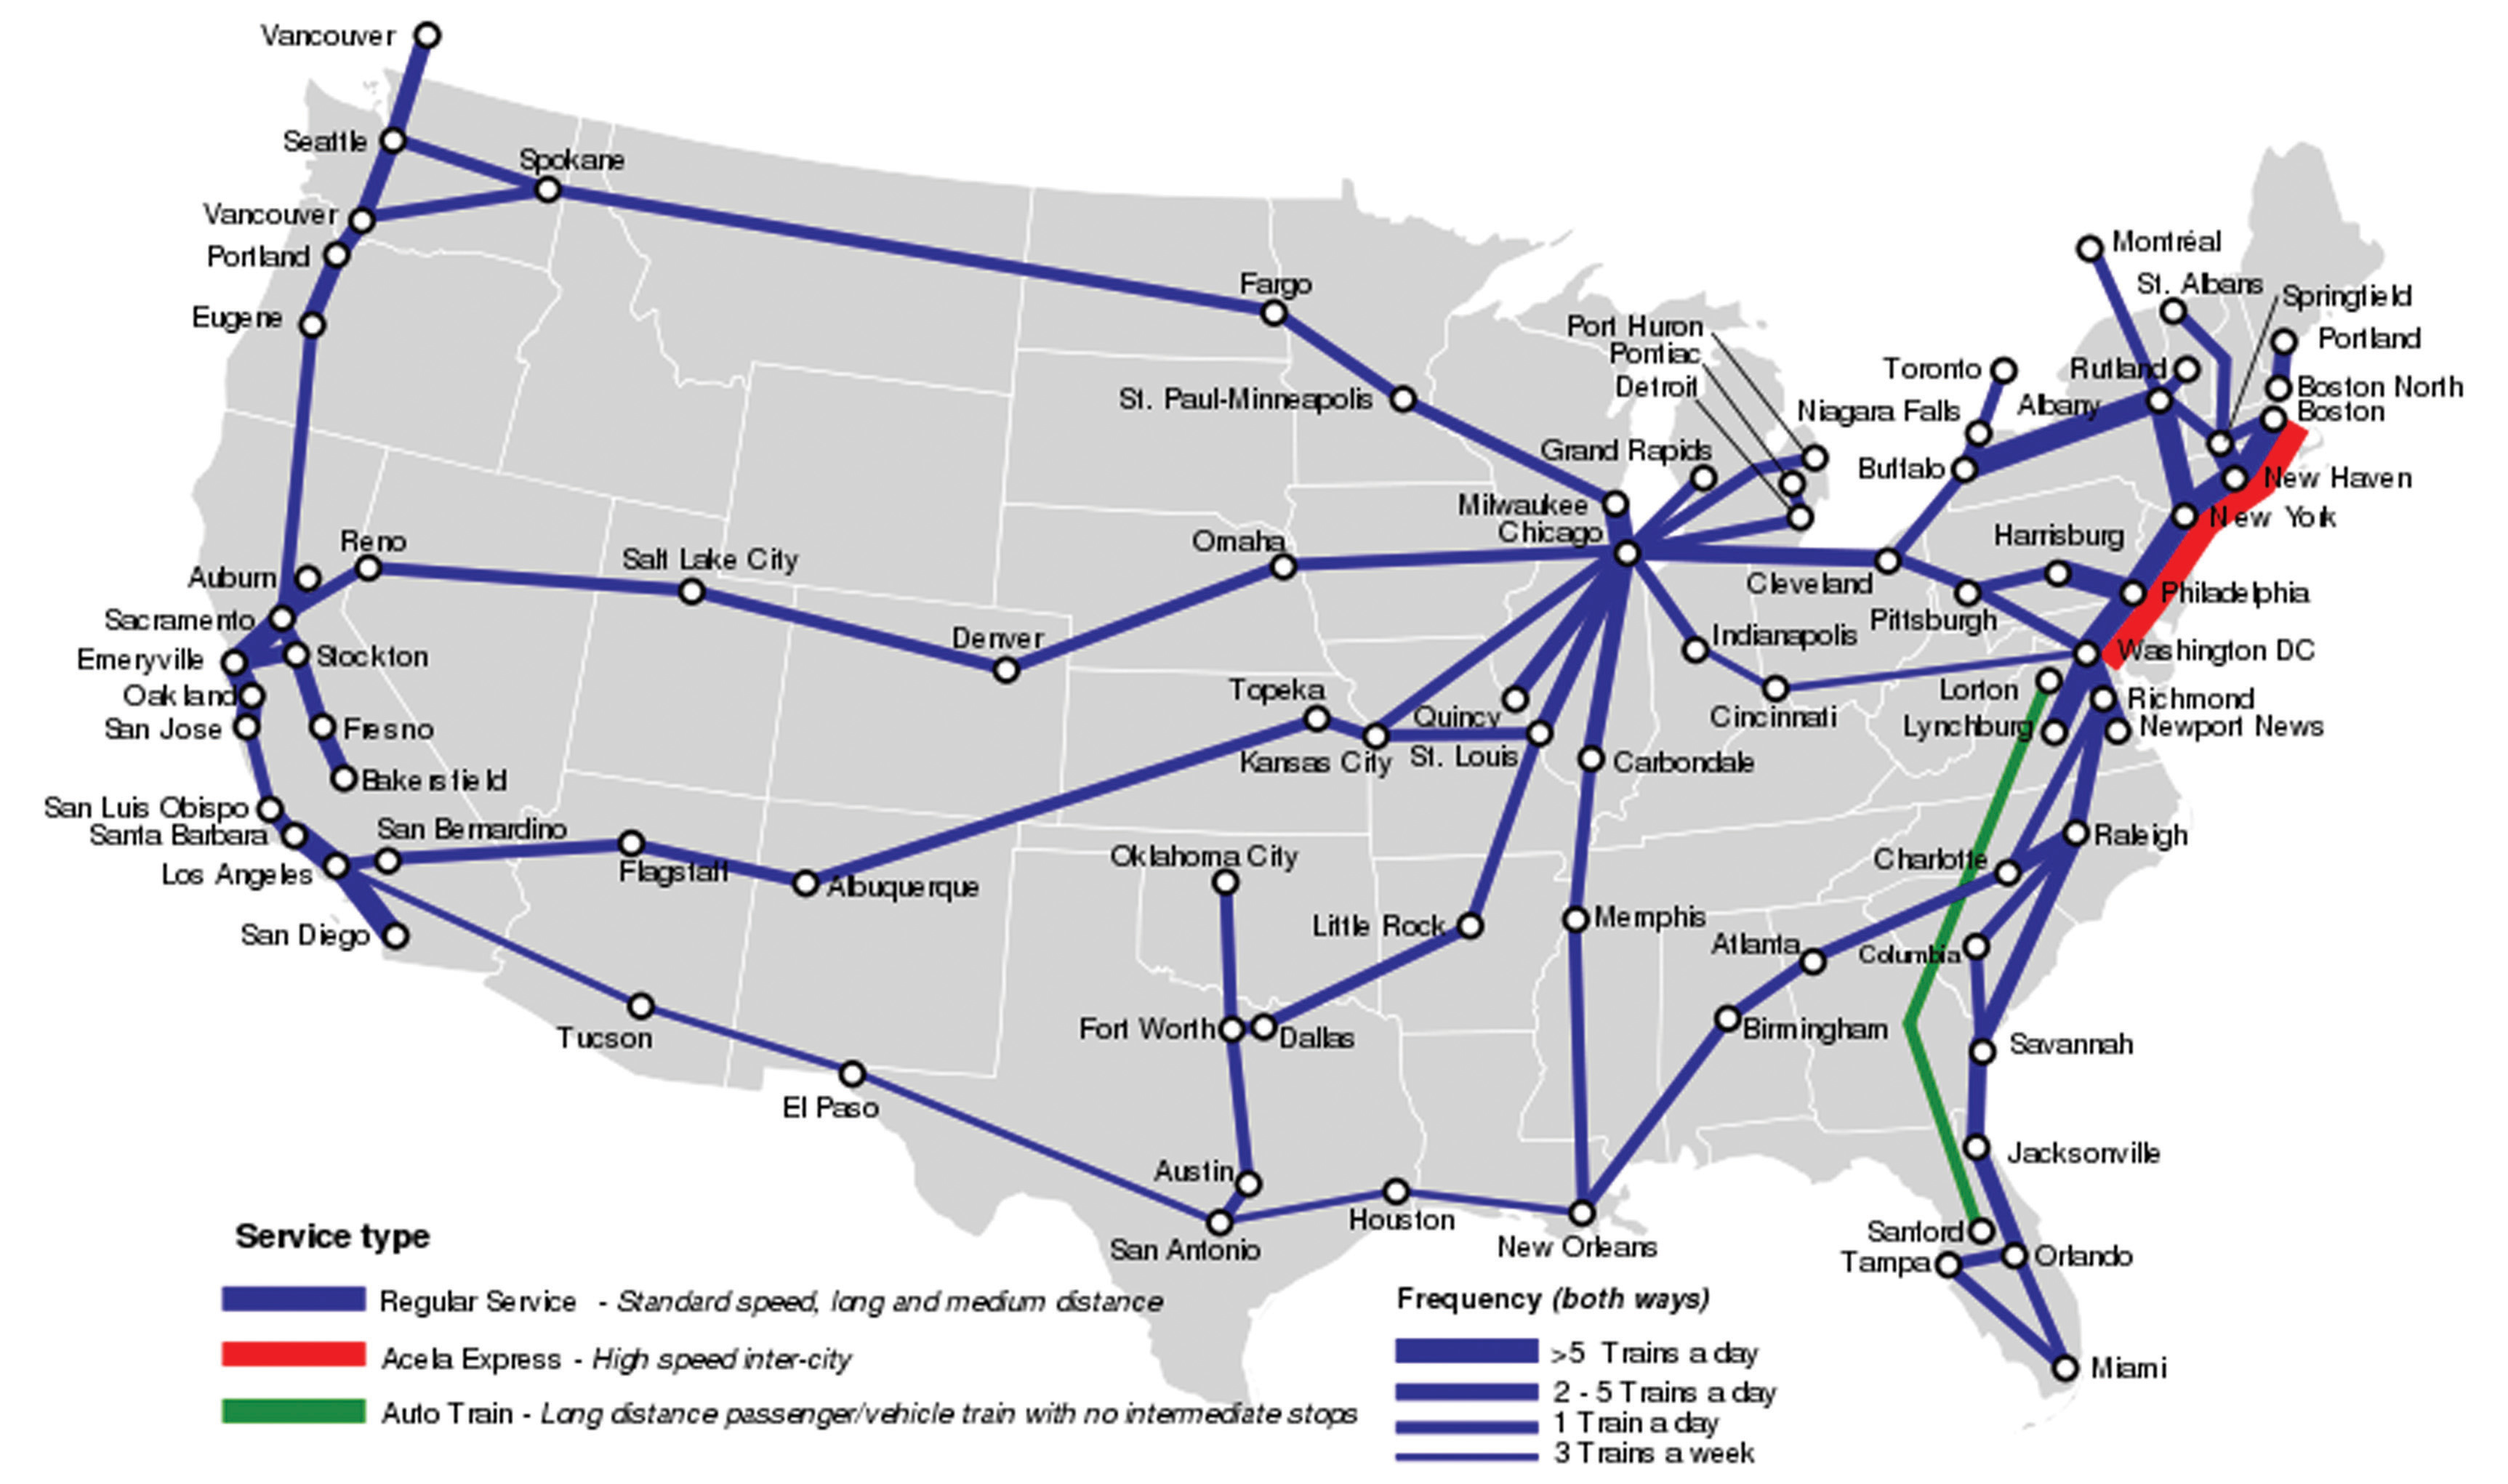 Vancouver
Seattle
Spokane
Vancouver
Portland
Eugene
Fargo
St. Paul-Minneapolis
Montréal
St. Albans
Springfield
Portland
Rutland
Boston North
Boston
Albany
Toronto
Niagara Falls
Buffalo
New Haven
New York
Port Huron
Pontiac
Detroit
Grand Rapids
Milwaukee
Chicago
Harrisburg
Cleveland
Pittsburgh
Philadelphia
Washington DC
Reno
Auburn
Salt Lake City
Omaha
Sacramento
Emeryville
Stockton
Denver
Indianapolis
Oakland
San Jose
Fresno
Topeka
Quincy
Cincinnati
Lorton
Richmond
Lynchburg
Newport News
Kansas City
St. Louis
Carbondale
Bakersfield
San Luis Obispo
Santa Barbara
San Bernardino
Los Angeles
Flagstaff
Albuquerque
Oklahoma City
Raleigh
Charlotte
San Diego
Little Rock
Memphis
Atlanta
Columbia
Tucson
Fort Worth
Dallas
Birmingham
Savannah
El Paso
Austin
Jacksonville
San Antonio
Houston
New Orleans
Sanford
Tampa
Orlando
Miami
Service type
Regular Service - Standard speed, long and medium distance
Acela Express - High speed inter-city
Auto Train - Long distance passenger/vehicle train with no intermediate stops
Frequency (both ways)
>5 Trains a day
2 - 5 Trains a day
1 Train a day
3 Trains a week